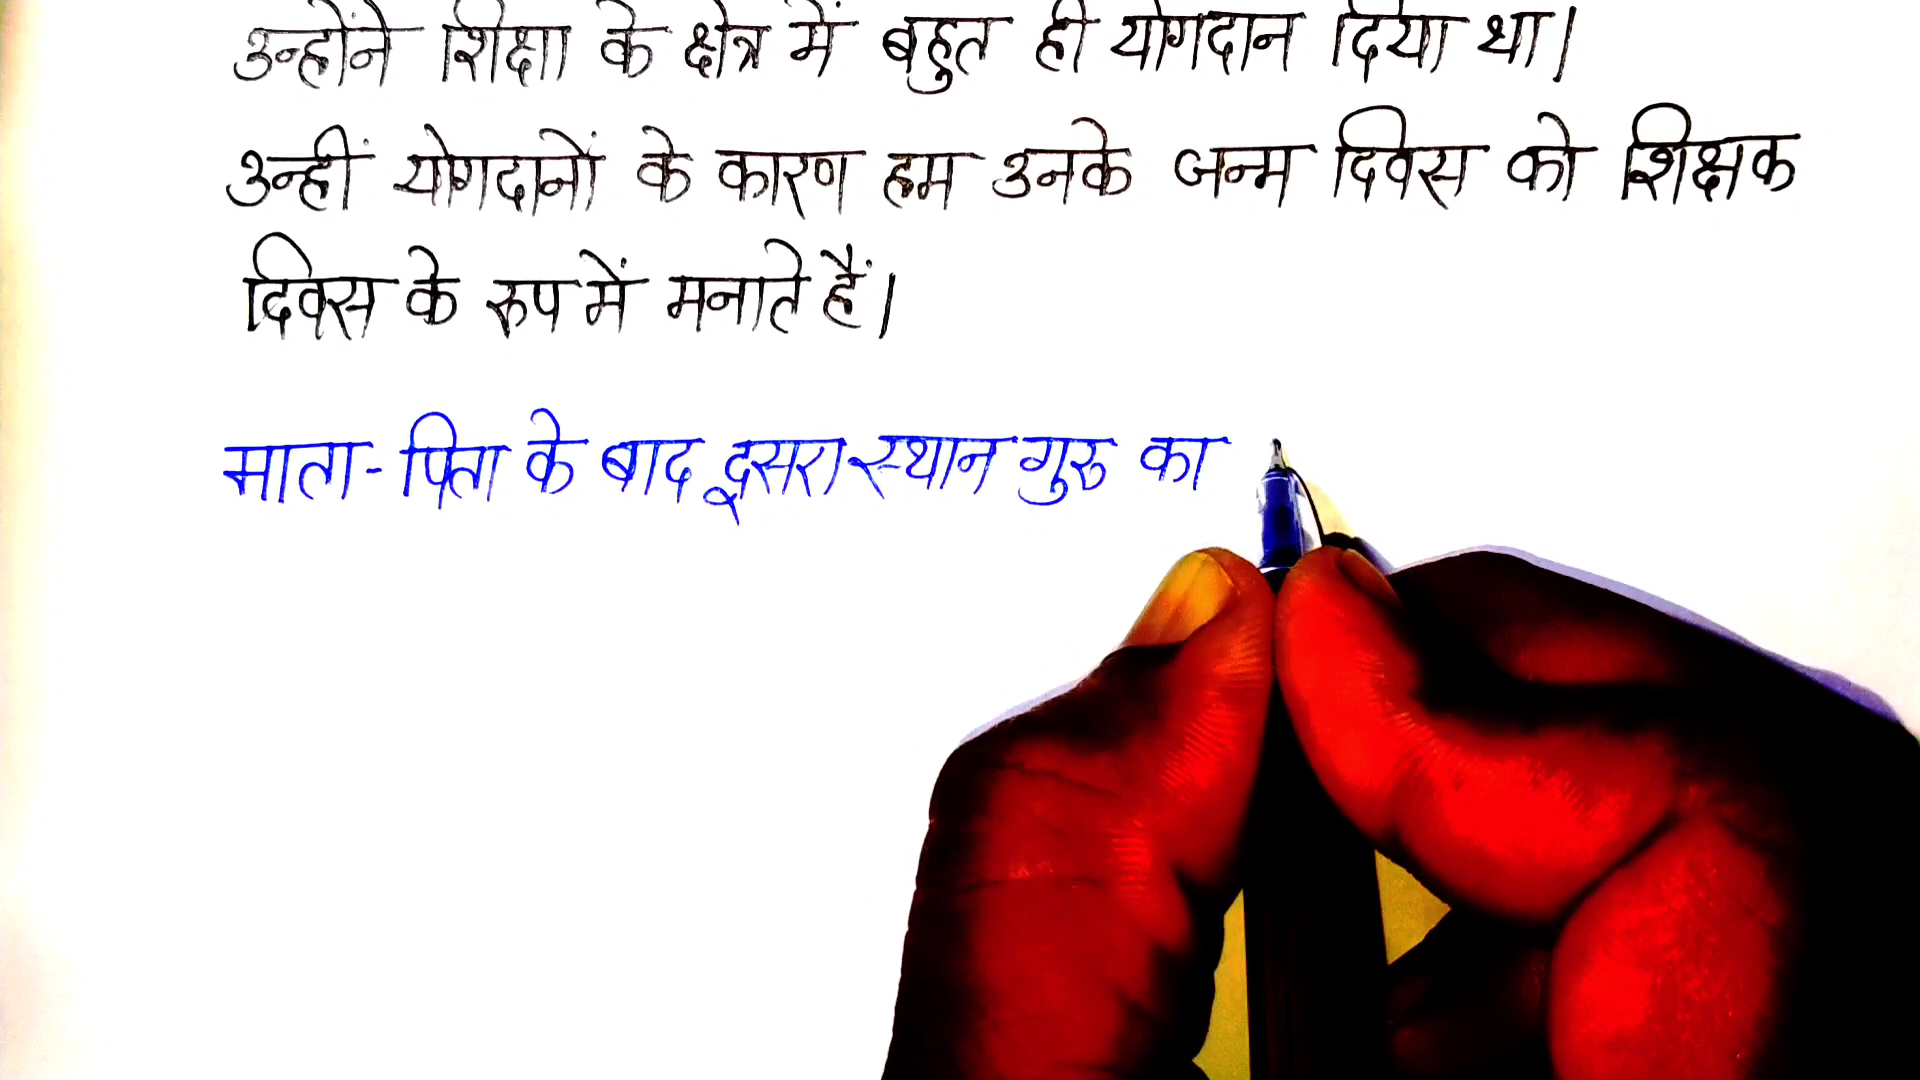 उन्होंने शिक्षा के क्षेत्र में बहुत ही योगदान दिया था।
उन्हीं योगदानों के कारण हम उनके जन्म दिवस को शिक्षक
दिवस के रुप में मनाते हैं।
माता-पिता के बाद दूसरा स्थान गुरु का